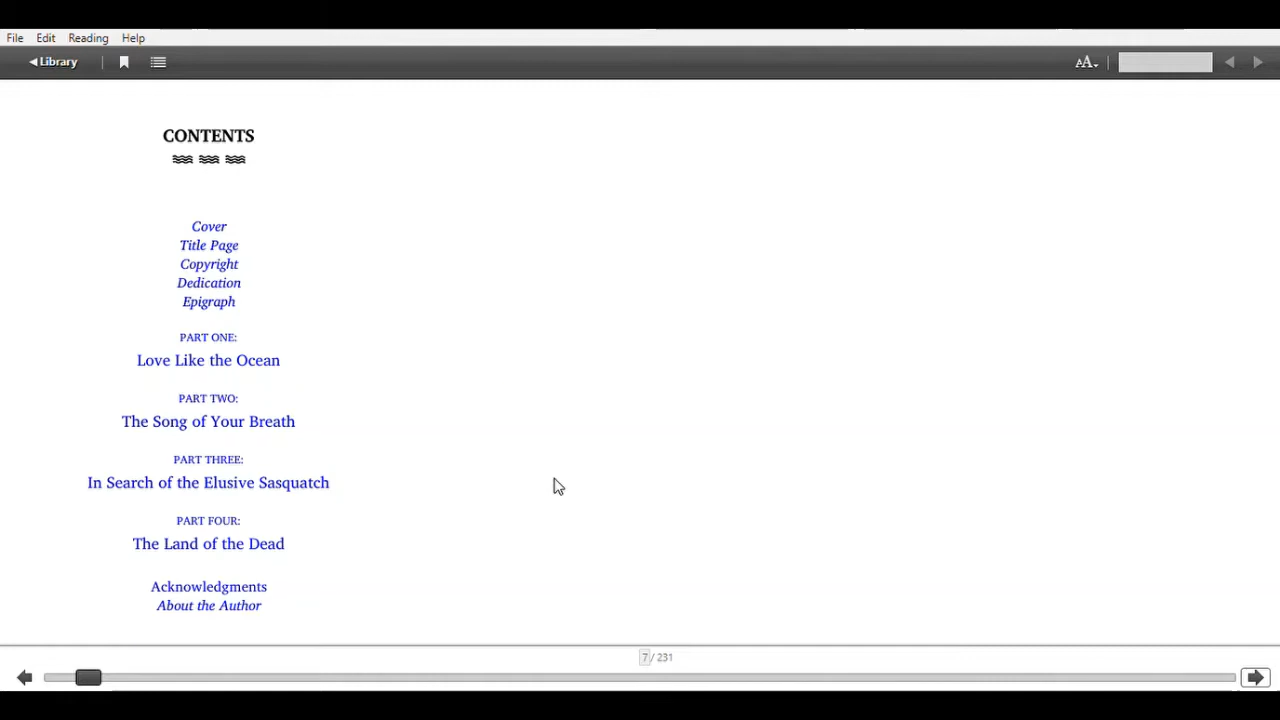 File Edit Reading Help
Library
AA
CONTENTS
Cover
Title Page
Copyright
Dedication
Epigraph
PART ONE:
Love Like the Ocean
PART TWO:
The Song of Your Breath
PART THREE:
In Search of the Elusive Sasquatch
PART FOUR:
The Land of the Dead
Acknowledgments
About the Author
7 / 231